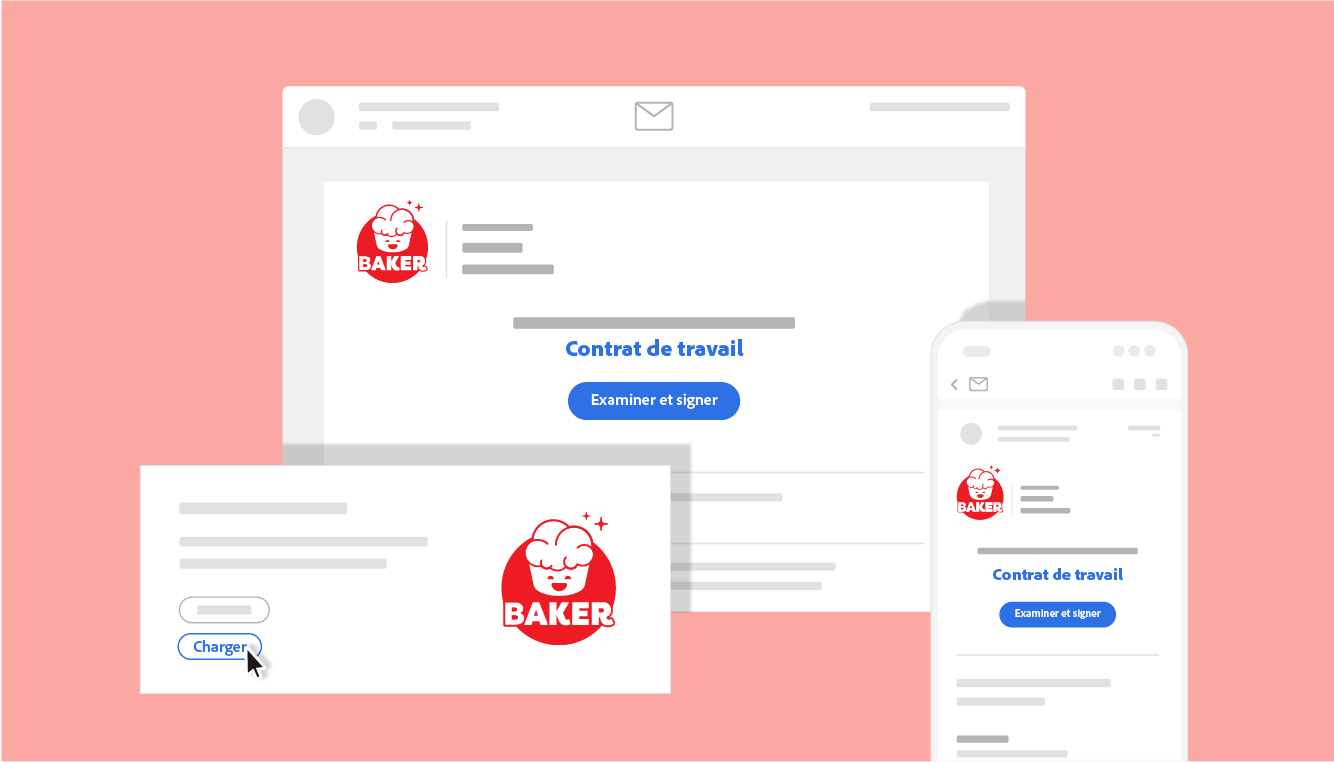 BAKER
Contrat de travail
Examiner et signer
BAKER
Charger
BAKER
Contrat de travail
Examiner et signer